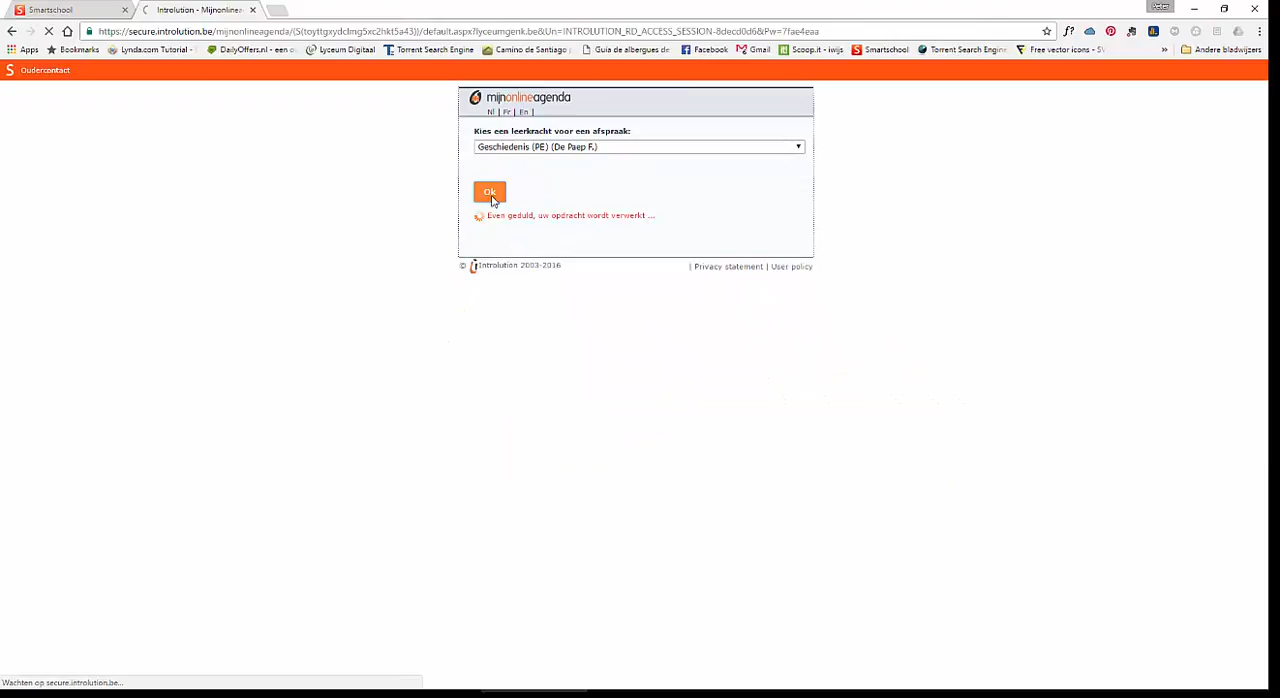 Smartschool
Introlution - Mijnonlinea
Peter
https://secure.introlution.be/mijnonlineagenda/(S(toyttgxydclmg5xc2hkt5a43))/default.aspx?lyceumgenk.be&Un=INTROLUTION_RD_ACCESS_SESSION-8decd0d6&Pw=7fae4eaa
Apps Bookmarks Lynda.com Tutorial - DailyOffers.nl - een o Lyceum Digitaal Torrent Search Engine Camino de Santiago Guia de albergues de Facebook Gmail Scoop.it - iwijs Smartschool Torrent Search Engine Free vector icons - SV » Andere bladwijzers
S Oudercontact
mijnonlineagenda
Nl | Fr | En |
Kies een leerkracht voor een afspraak:
Geschiedenis (PE) (De Paep F.)
Ok
Even geduld, uw opdracht wordt verwerkt ...
© Introlution 2003-2016 | Privacy statement | User policy
Wachten op secure.introlution.be...